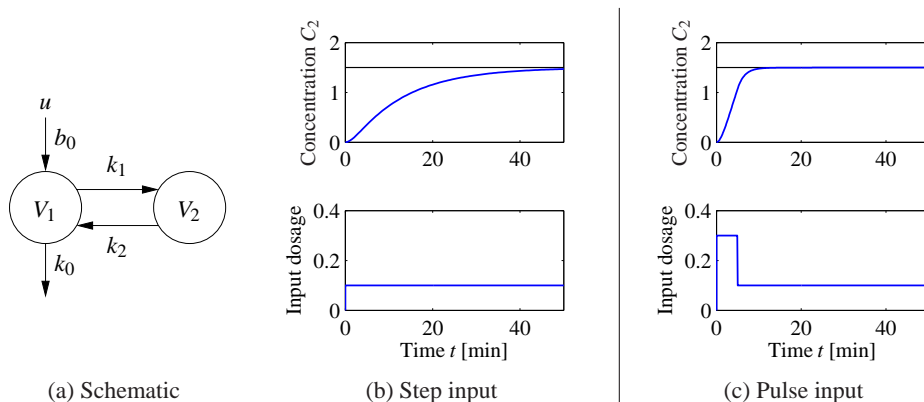 u
b0
k1
V1
V2
k2
k0
(a) Schematic
Concentration C2
2
1
0
0 20 40
Input dosage
0.4
0.2
0
0 20 40
Time t [min]
(b) Step input
Concentration C2
2
1
0
0 20 40
Input dosage
0.4
0.2
0
0 20 40
Time t [min]
(c) Pulse input